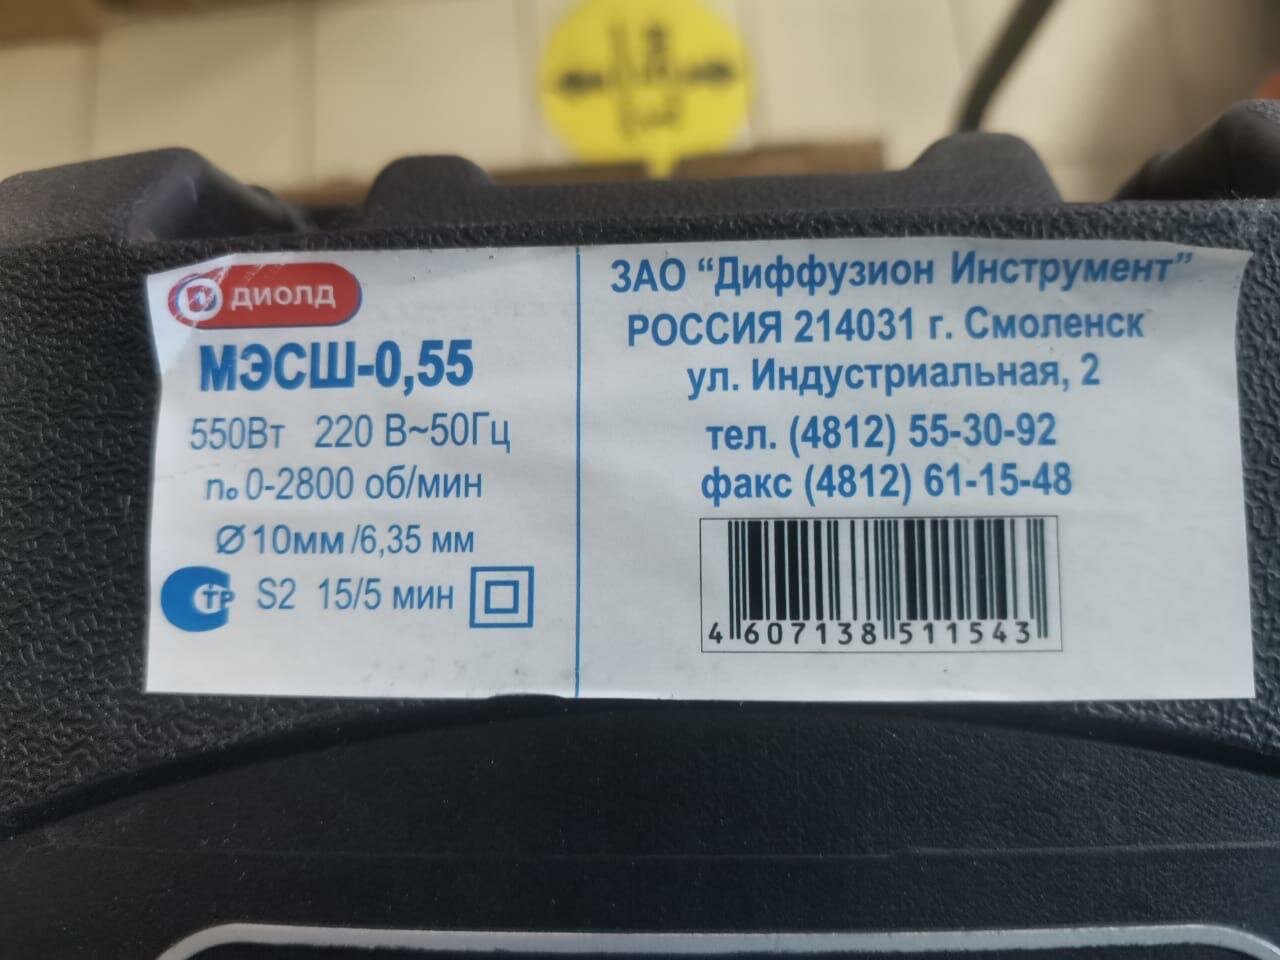 ДИОЛД
МЭСШ-0,55
550Вт 220 В~50Гц
n₀ 0-2800 об/мин
Ø 10мм /6,35 мм
СТР S2 15/5 мин
ЗАО “Диффузион Инструмент”
РОССИЯ 214031 г. Смоленск
ул. Индустриальная, 2
тел. (4812) 55-30-92
факс (4812) 61-15-48
4 607138 511543